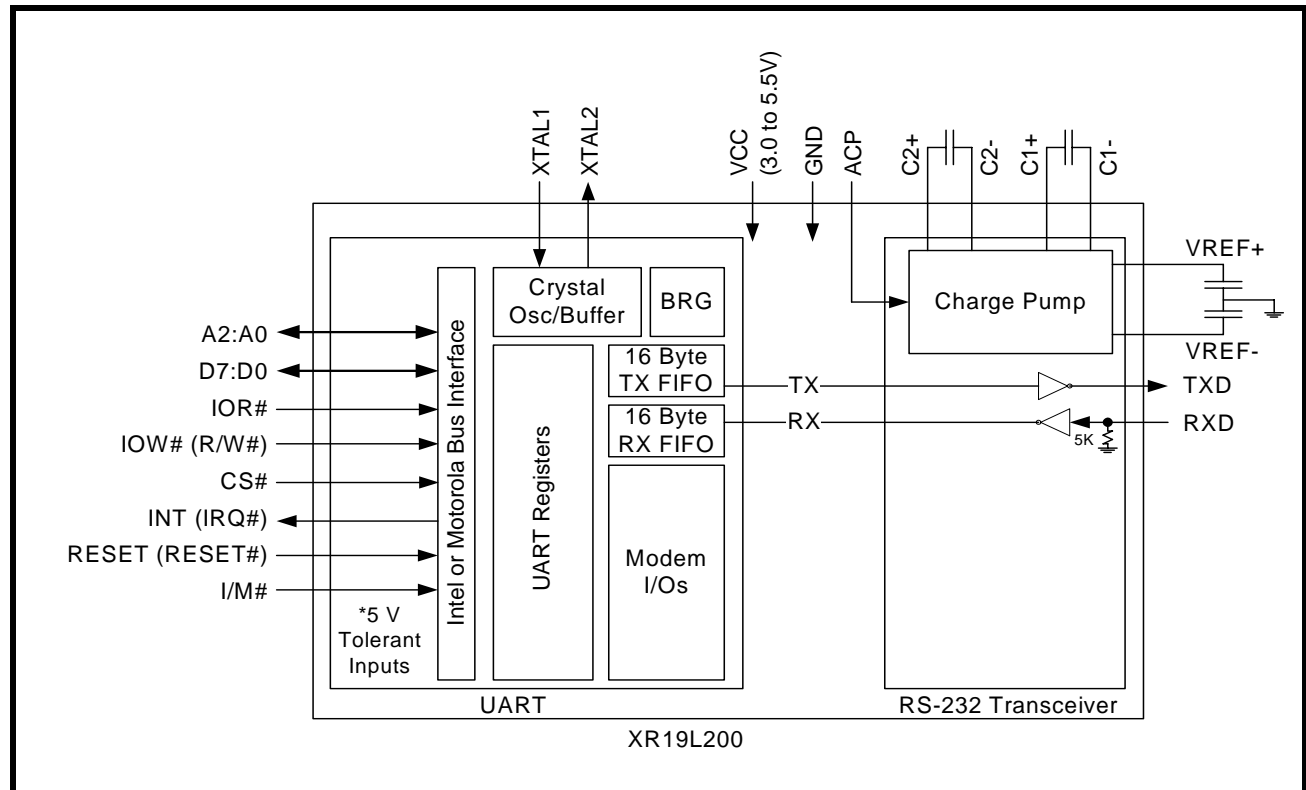 XTAL1
XTAL2
VCC
(3.0 to 5.5V)
GND
ACP
C2+
C2-
C1+
C1-
VREF+
VREF-
Crystal
Osc/Buffer
BRG
Charge Pump
A2:A0
D7:D0
IOR#
IOW# (R/W#)
CS#
INT (IRQ#)
RESET (RESET#)
I/M#
*5 V
Tolerant
Inputs
Intel or Motorola Bus Interface
UART Registers
16 Byte
TX FIFO
16 Byte
RX FIFO
Modem
I/Os
TX
RX
5K
TXD
RXD
UART
RS-232 Transceiver
XR19L200